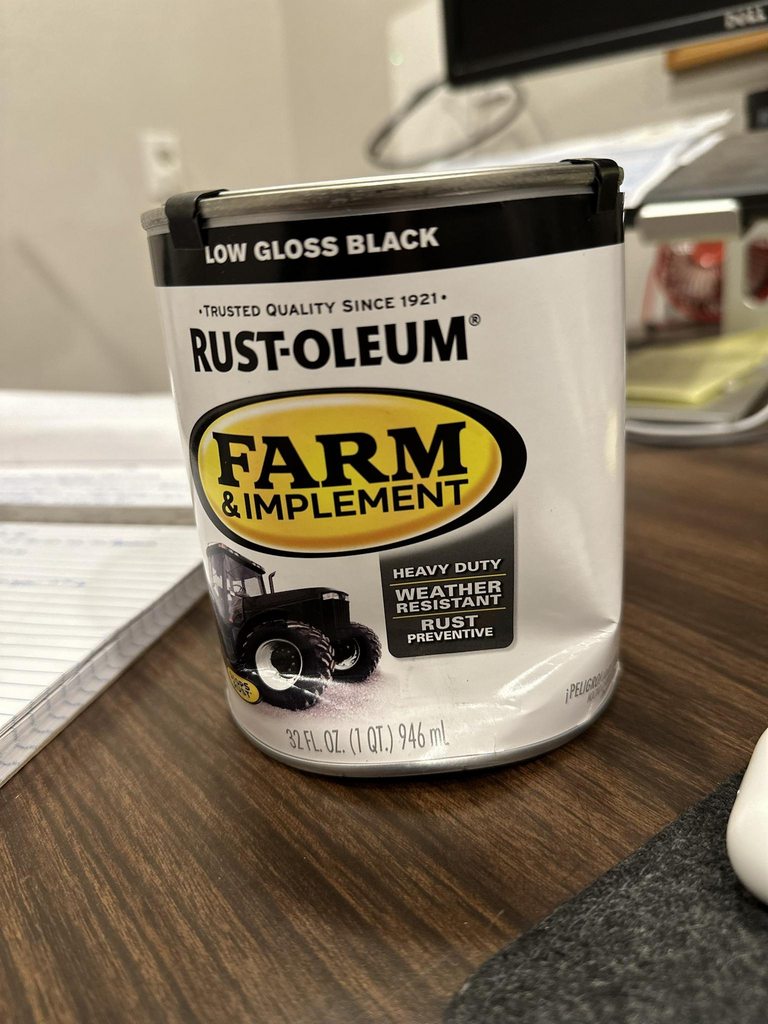 DELL
LOW GLOSS BLACK
•TRUSTED QUALITY SINCE 1921•
RUST-OLEUM®
FARM
& IMPLEMENT
HEAVY DUTY
WEATHER
RESISTANT
RUST
PREVENTIVE
32 FL. OZ. (1 QT.) 946 mL